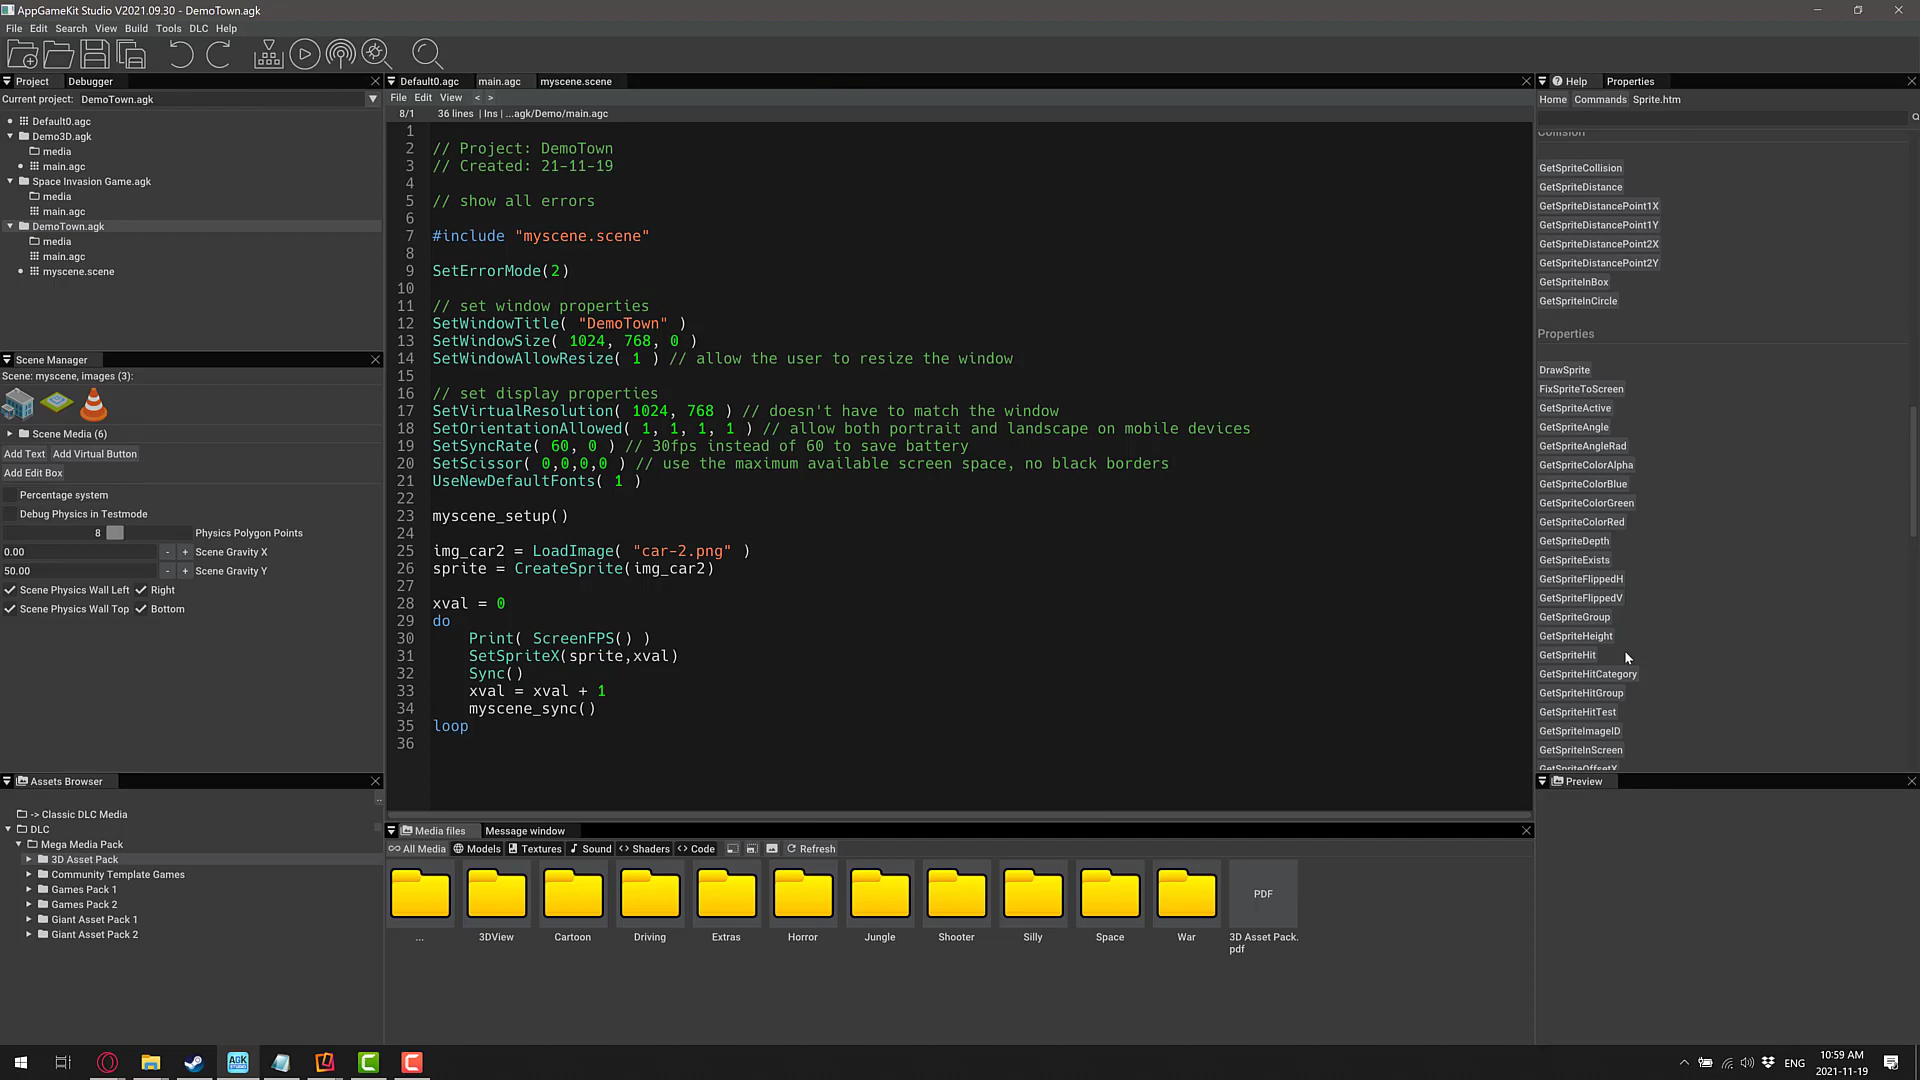 AppGameKit Studio V2021.09.30 - DemoTown.agk
File Edit Search View Build Tools DLC Help
Project Debugger
Current project: DemoTown.agk
Default0.agc
Demo3D.agk
media
main.agc
Space Invasion Game.agk
media
main.agc
DemoTown.agk
media
main.agc
myscene.scene
Scene Manager
Scene: myscene, images (3):
Scene Media (6)
Add Text Add Virtual Button
Add Edit Box
Percentage system
Debug Physics in Testmode
8 Physics Polygon Points
0.00 - + Scene Gravity X
50.00 - + Scene Gravity Y
Scene Physics Wall Left Right
Scene Physics Wall Top Bottom
Assets Browser
..
-> Classic DLC Media
DLC
Mega Media Pack
3D Asset Pack
Community Template Games
Games Pack 1
Games Pack 2
Giant Asset Pack 1
Giant Asset Pack 2
Default0.agc main.agc myscene.scene
File Edit View < >
8/1 36 lines | Ins | ...agk/Demo/main.agc
1
2 // Project: DemoTown
3 // Created: 21-11-19
4
5 // show all errors
6
7 #include "myscene.scene"
8
9 SetErrorMode(2)
10
11 // set window properties
12 SetWindowTitle( "DemoTown" )
13 SetWindowSize( 1024, 768, 0 )
14 SetWindowAllowResize( 1 ) // allow the user to resize the window
15
16 // set display properties
17 SetVirtualResolution( 1024, 768 ) // doesn't have to match the window
18 SetOrientationAllowed( 1, 1, 1, 1 ) // allow both portrait and landscape on mobile devices
19 SetSyncRate( 60, 0 ) // 30fps instead of 60 to save battery
20 SetScissor( 0,0,0,0 ) // use the maximum available screen space, no black borders
21 UseNewDefaultFonts( 1 )
22
23 myscene_setup()
24
25 img_car2 = LoadImage( "car-2.png" )
26 sprite = CreateSprite(img_car2)
27
28 xval = 0
29 do
30 Print( ScreenFPS() )
31 SetSpriteX(sprite,xval)
32 Sync()
33 xval = xval + 1
34 myscene_sync()
35 loop
36
Media files Message window
All Media Models Textures Sound Shaders Code Refresh
PDF
... 3DView Cartoon Driving Extras Horror Jungle Shooter Silly Space War 3D Asset Pack.
pdf
Help Properties
Home Commands Sprite.htm
Collision
GetSpriteCollision
GetSpriteDistance
GetSpriteDistancePoint1X
GetSpriteDistancePoint1Y
GetSpriteDistancePoint2X
GetSpriteDistancePoint2Y
GetSpriteInBox
GetSpriteInCircle
Properties
DrawSprite
FixSpriteToScreen
GetSpriteActive
GetSpriteAngle
GetSpriteAngleRad
GetSpriteColorAlpha
GetSpriteColorBlue
GetSpriteColorGreen
GetSpriteColorRed
GetSpriteDepth
GetSpriteExists
GetSpriteFlippedH
GetSpriteFlippedV
GetSpriteGroup
GetSpriteHeight
GetSpriteHit
GetSpriteHitCategory
GetSpriteHitGroup
GetSpriteHitTest
GetSpriteImageID
GetSpriteInScreen
GetSpriteOffsetX
Preview
AGK
STUDIO
ENG
10:59 AM
2021-11-19